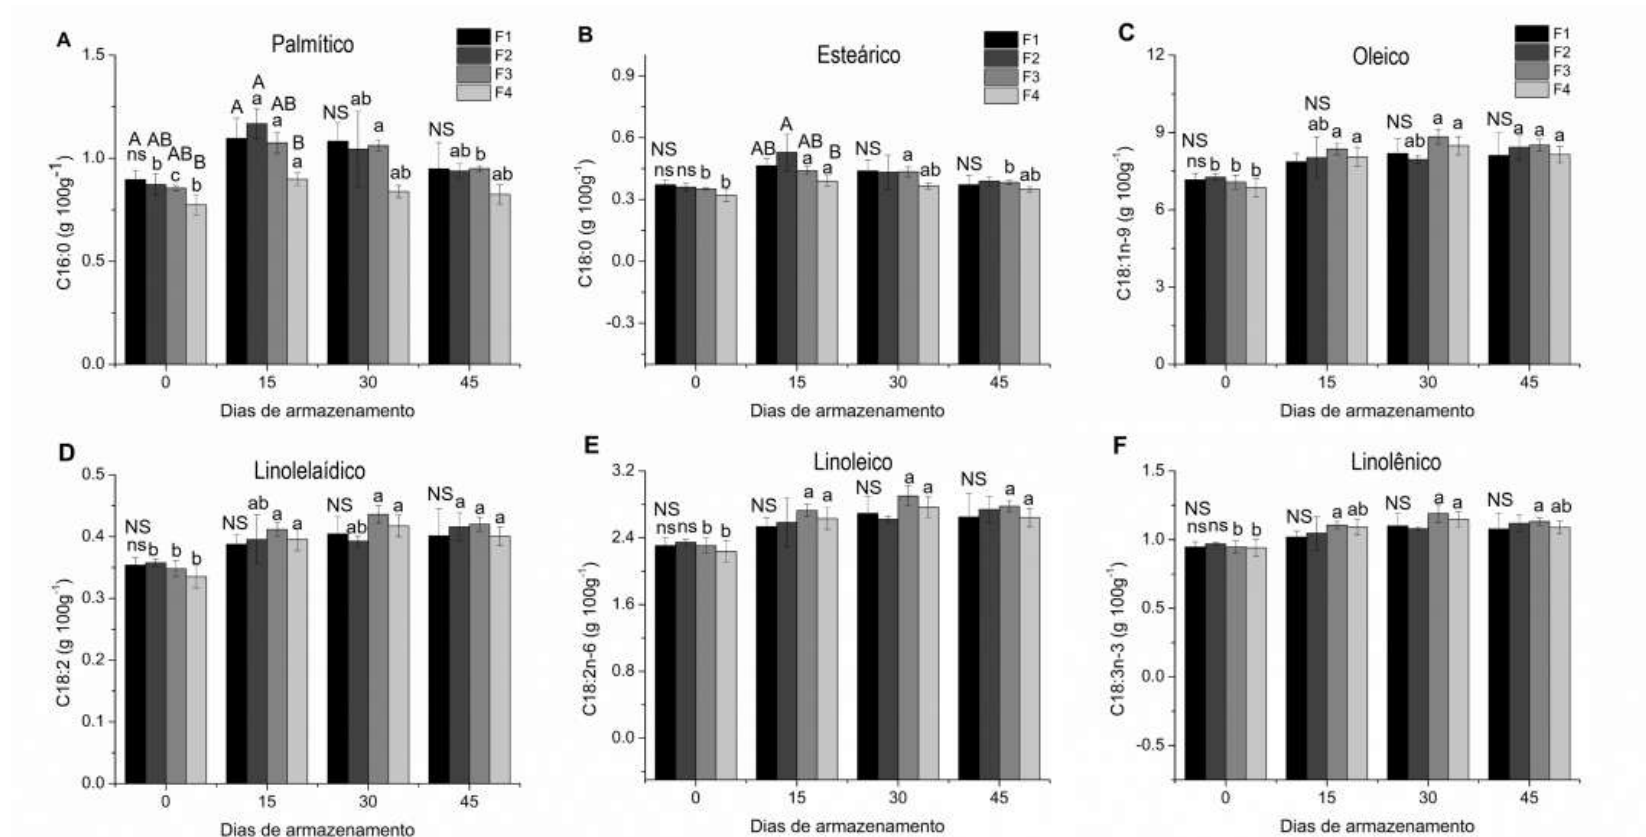 A
Palmítico
F1
F2
F3
F4
C16:0 (g 100g⁻¹)
1.5
1.0
0.5
0.0
A AB AB B
ns b c b
A A AB B
a a a
NS ab a ab
NS ab b ab
0 15 30 45
Dias de armazenamento
B
Esteárico
F1
F2
F3
F4
C18:0 (g 100g⁻¹)
0.9
0.6
0.3
0.0
-0.3
NS
ns ns b b
AB A AB B
a a
NS a ab
NS b ab
0 15 30 45
Dias de armazenamento
C
Oleico
F1
F2
F3
F4
C18:1n-9 (g 100g⁻¹)
12
9
6
3
0
NS
ns b b b
NS
ab a a
NS ab a a
NS a a a
0 15 30 45
Dias de armazenamento
D
Linolelaídico
C18:2 (g 100g⁻¹)
0.5
0.4
0.3
0.2
0.1
0.0
NS
ns b b b
NS ab a a
NS ab a a
NS a a a
0 15 30 45
Dias de armazenamento
E
Linoleico
C18:2n-6 (g 100g⁻¹)
3.2
2.4
1.6
0.8
0.0
NS
ns ns b b
NS a a
NS a a
NS a a
0 15 30 45
Dias de armazenamento
F
Linolênico
C18:3n-3 (g 100g⁻¹)
1.5
1.0
0.5
0.0
-0.5
NS
ns ns b b
NS a ab
NS a a
NS a ab
0 15 30 45
Dias de armazenamento